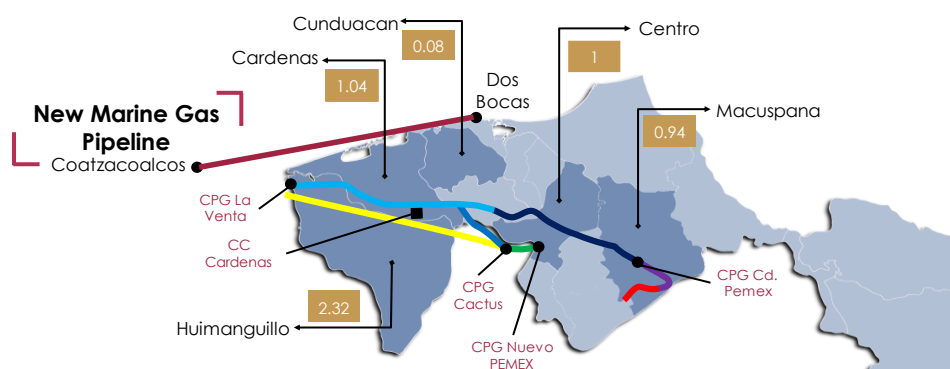 Cunduacan
0.08
Cardenas
1.04
Centro
1
Dos
Bocas
Macuspana
0.94
New Marine Gas
Pipeline
Coatzacoalcos
CPG La
Venta
CC
Cardenas
CPG
Cactus
CPG Cd.
Pemex
2.32
Huimanguillo
CPG Nuevo
PEMEX